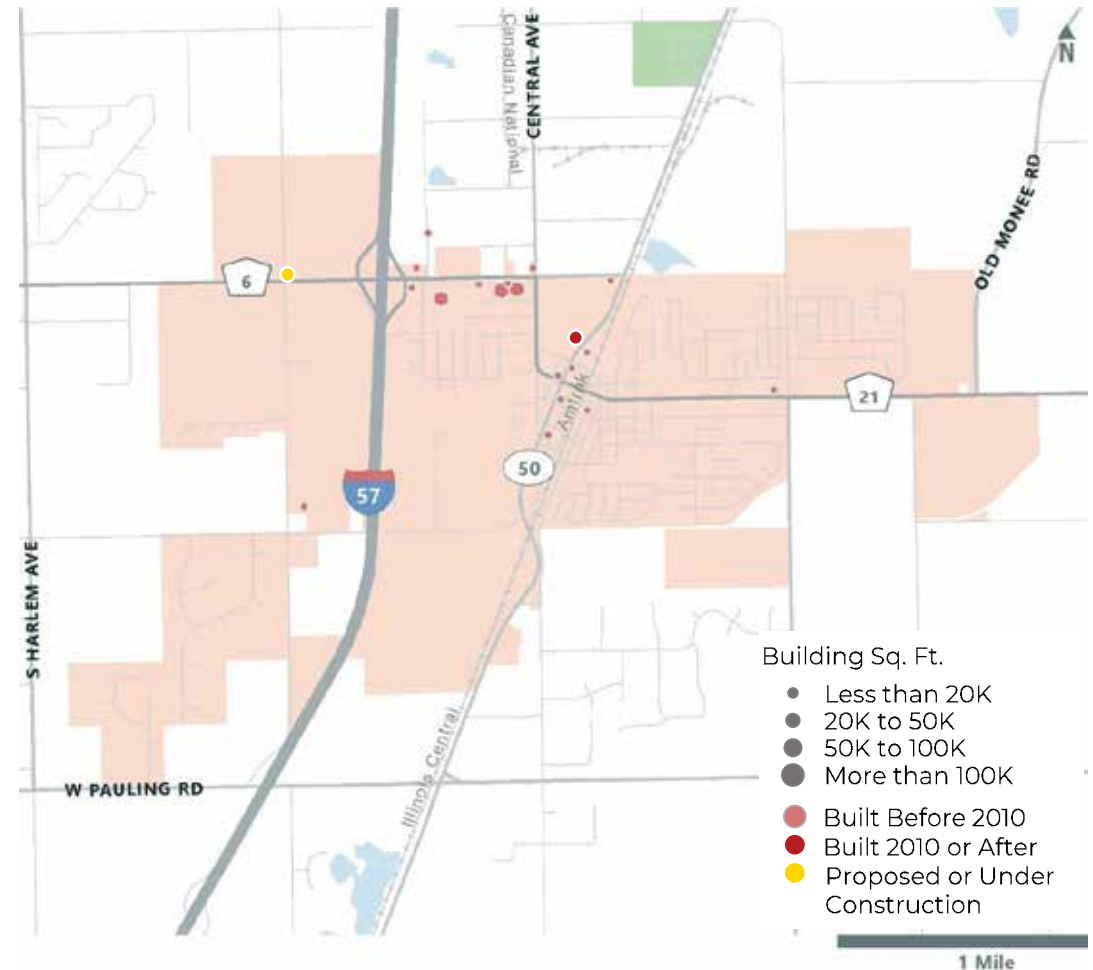 Canadian National
CENTRAL AVE
N
OLD MONEE RD
6
Amtrak
21
50
57
S HARLEM AVE
Illinois Central
W PAULING RD
Building Sq. Ft.
Less than 20K
20K to 50K
50K to 100K
More than 100K
Built Before 2010
Built 2010 or After
Proposed or Under
Construction
1 Mile